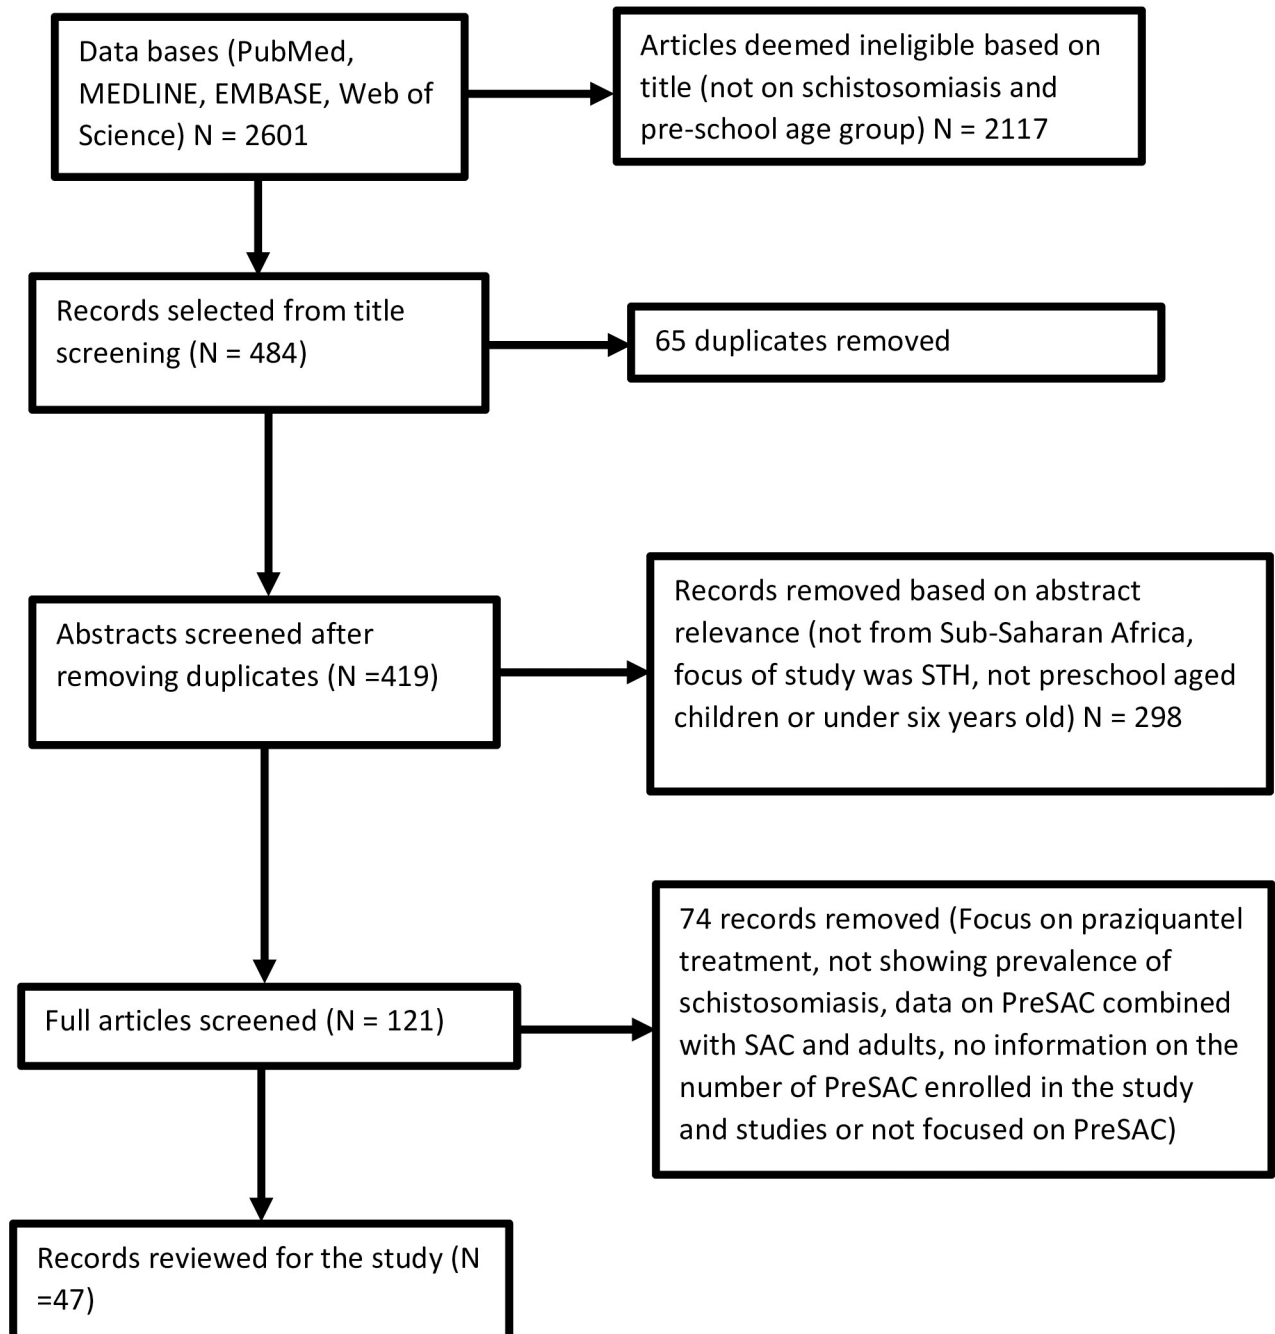 Data bases (PubMed,
MEDLINE, EMBASE, Web of
Science) N = 2601
Articles deemed ineligible based on
title (not on schistosomiasis and
pre-school age group) N = 2117
Records selected from title
screening (N = 484)
65 duplicates removed
Abstracts screened after
removing duplicates (N =419)
Records removed based on abstract
relevance (not from Sub-Saharan Africa,
focus of study was STH, not preschool aged
children or under six years old) N = 298
Full articles screened (N = 121)
74 records removed (Focus on praziquantel
treatment, not showing prevalence of
schistosomiasis, data on PreSAC combined
with SAC and adults, no information on the
number of PreSAC enrolled in the study
and studies or not focused on PreSAC)
Records reviewed for the study (N
=47)